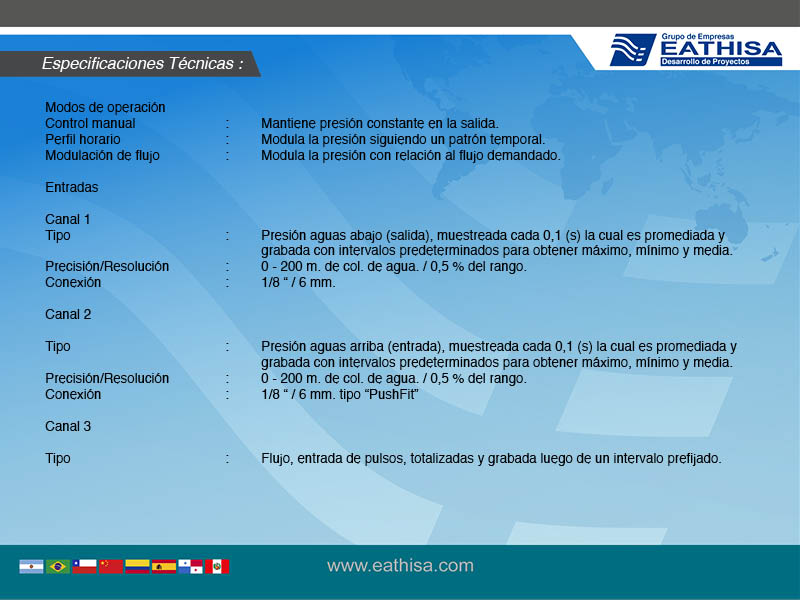 Grupo de Empresas
EATHISA
Desarrollo de Proyectos
Especificaciones Técnicas :
Modos de operación
Control manual : Mantiene presión constante en la salida.
Perfil horario : Modula la presión siguiendo un patrón temporal.
Modulación de flujo : Modula la presión con relación al flujo demandado.
Entradas
Canal 1
Tipo : Presión aguas abajo (salida), muestreada cada 0,1 (s) la cual es promediada y
grabada con intervalos predeterminados para obtener máximo, mínimo y media.
Precisión/Resolución : 0 - 200 m. de col. de agua. / 0,5 % del rango.
Conexión : 1/8 “ / 6 mm.
Canal 2
Tipo : Presión aguas arriba (entrada), muestreada cada 0,1 (s) la cual es promediada y
grabada con intervalos predeterminados para obtener máximo, mínimo y media.
Precisión/Resolución : 0 - 200 m. de col. de agua. / 0,5 % del rango.
Conexión : 1/8 “ / 6 mm. tipo “PushFit”
Canal 3
Tipo : Flujo, entrada de pulsos, totalizadas y grabada luego de un intervalo prefijado.
www.eathisa.com